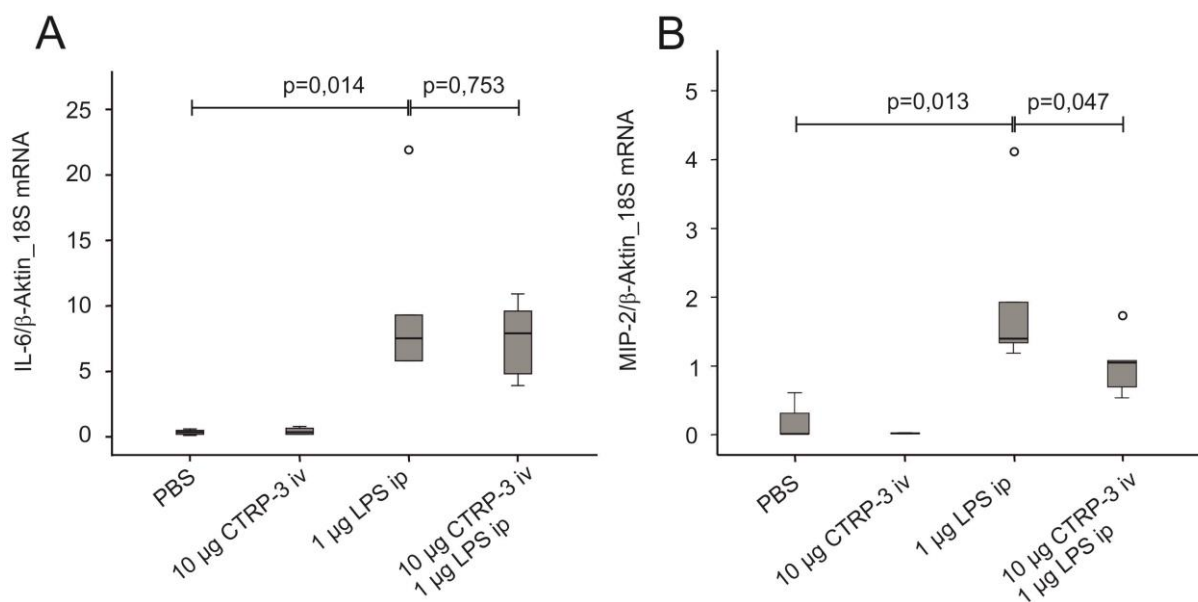 A
p=0,014
p=0,753
25
20
15
10
5
0
IL-6/β-Aktin_18S mRNA
PBS
10 µg CTRP-3 iv
1 µg LPS ip
10 µg CTRP-3 iv
1 µg LPS ip
B
p=0,013
p=0,047
5
4
3
2
1
0
MIP-2/β-Aktin_18S mRNA
PBS
10 µg CTRP-3 iv
1 µg LPS ip
10 µg CTRP-3 iv
1 µg LPS ip